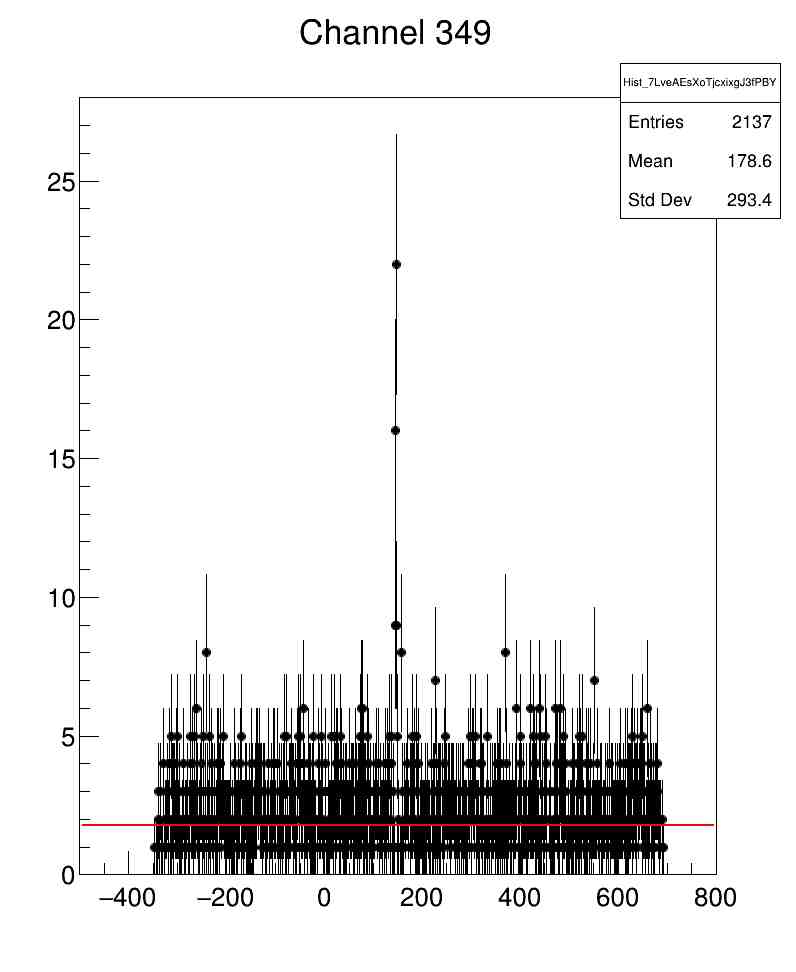 Channel 349
Hist_7LveAEsXoTjcxixgJ3fPBY
Entries 2137
Mean 178.6
Std Dev 293.4
25
20
15
10
5
0
−400 −200 0 200 400 600 800